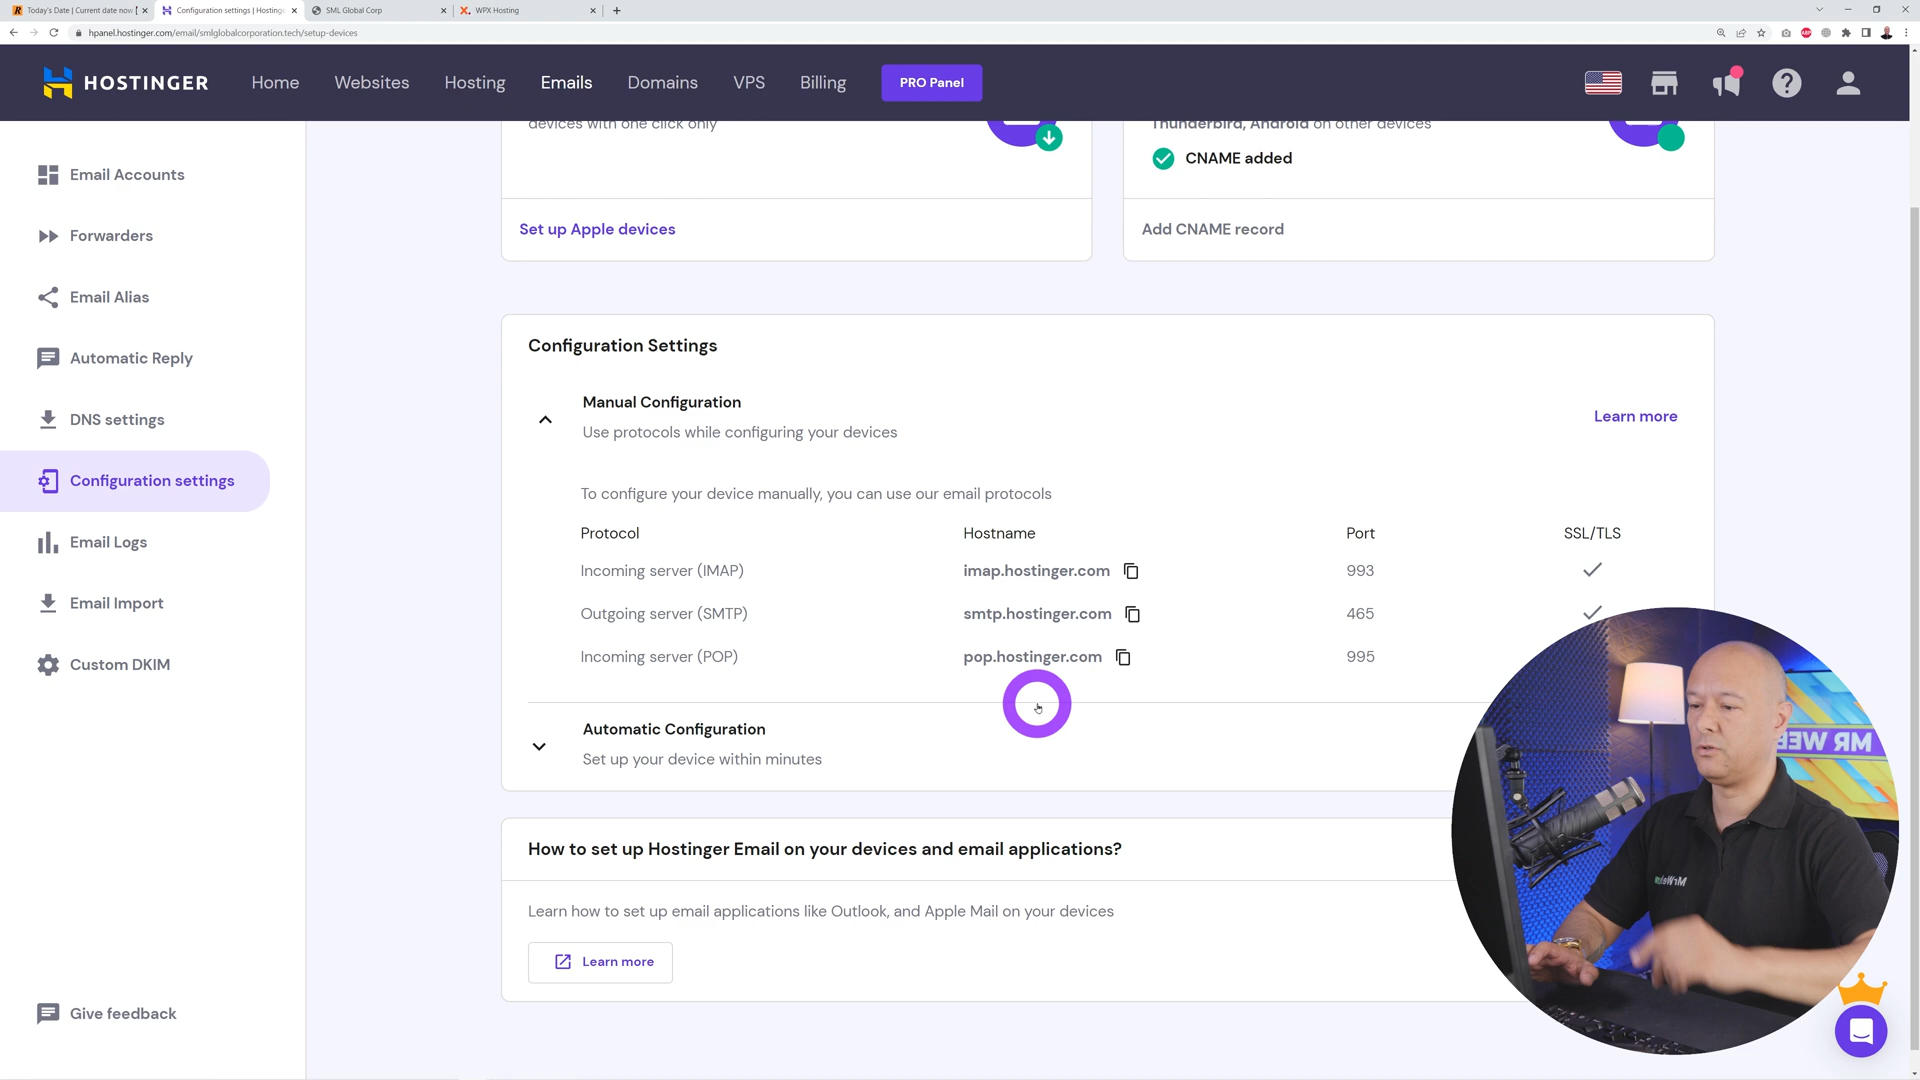 Today's Date | Current date now
Configuration settings | Hostinger
SML Global Corp
WPX Hosting
hpanel.hostinger.com/email/smlglobalcorporation.tech/setup-devices
HOSTINGER
Home
Websites
Hosting
Emails
Domains
VPS
Billing
PRO Panel
Email Accounts
Forwarders
Email Alias
Automatic Reply
DNS settings
Configuration settings
Email Logs
Email Import
Custom DKIM
Give feedback
devices with one click only
Set up Apple devices
Thunderbird, Android on other devices
CNAME added
Add CNAME record
Configuration Settings
Manual Configuration
Use protocols while configuring your devices
Learn more
To configure your device manually, you can use our email protocols
Protocol Hostname Port SSL/TLS
Incoming server (IMAP) imap.hostinger.com 993
Outgoing server (SMTP) smtp.hostinger.com 465
Incoming server (POP) pop.hostinger.com 995
Automatic Configuration
Set up your device within minutes
How to set up Hostinger Email on your devices and email applications?
Learn how to set up email applications like Outlook, and Apple Mail on your devices
Learn more
MR WEB